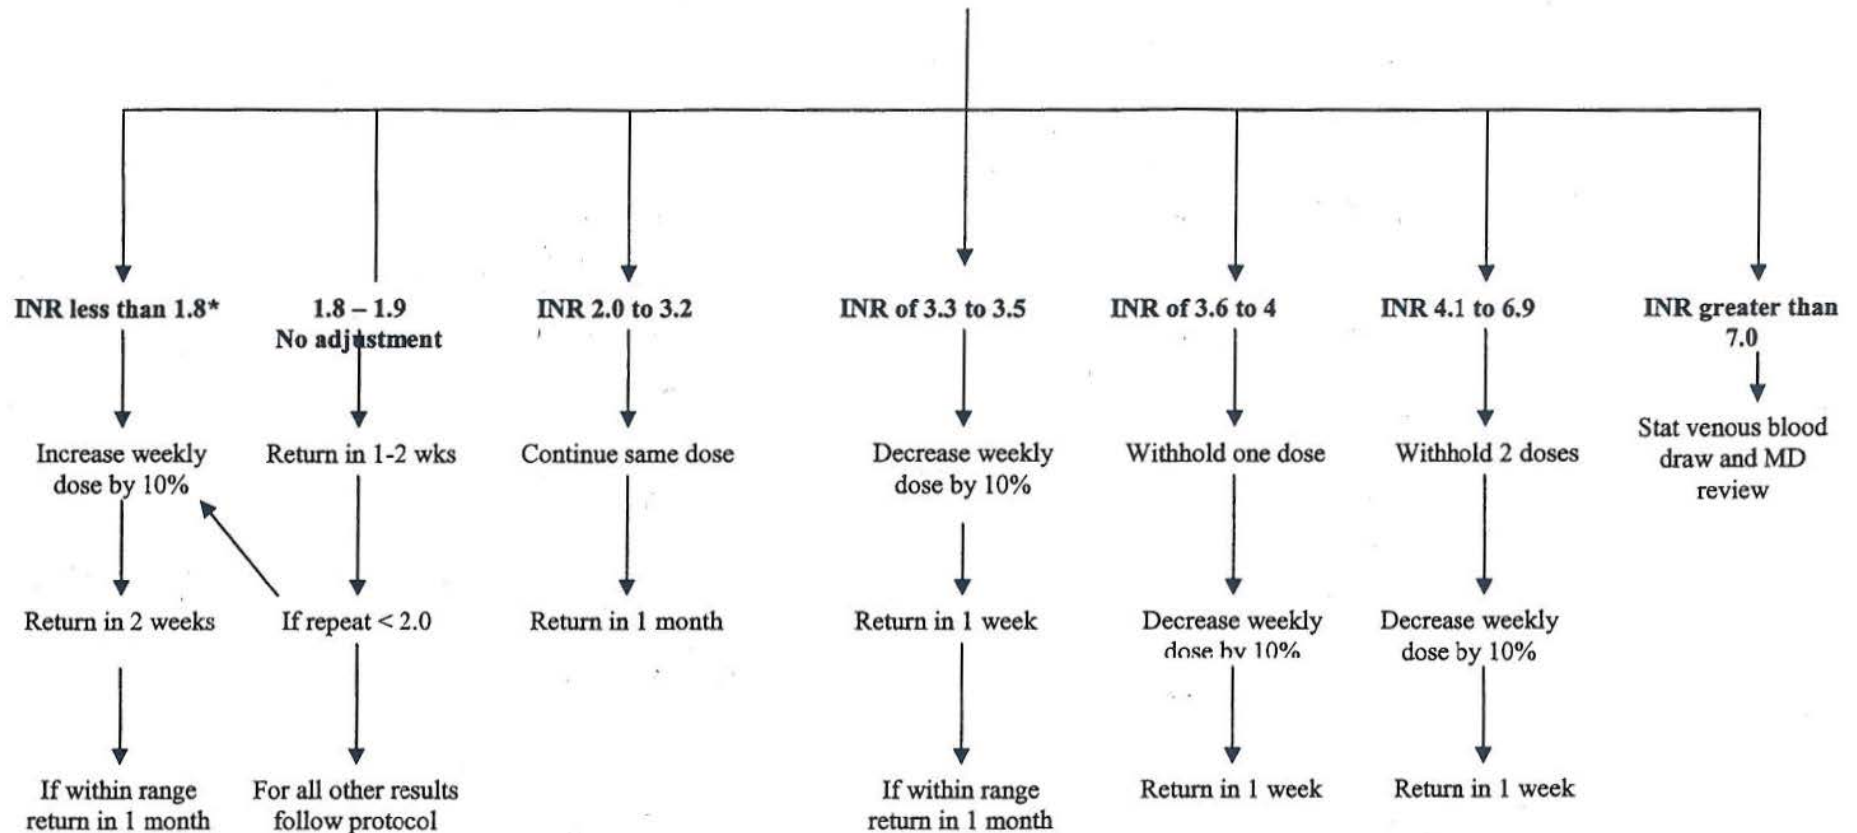 INR less than 1.8*
Increase weekly
dose by 10%
Return in 2 weeks
If within range
return in 1 month
1.8 – 1.9
No adjustment
Return in 1-2 wks
If repeat < 2.0
For all other results
follow protocol
INR 2.0 to 3.2
Continue same dose
Return in 1 month
INR of 3.3 to 3.5
Decrease weekly
dose by 10%
Return in 1 week
If within range
return in 1 month
INR of 3.6 to 4
Withhold one dose
Decrease weekly
dose by 10%
Return in 1 week
INR 4.1 to 6.9
Withhold 2 doses
Decrease weekly
dose by 10%
Return in 1 week
INR greater than
7.0
Stat venous blood
draw and MD
review